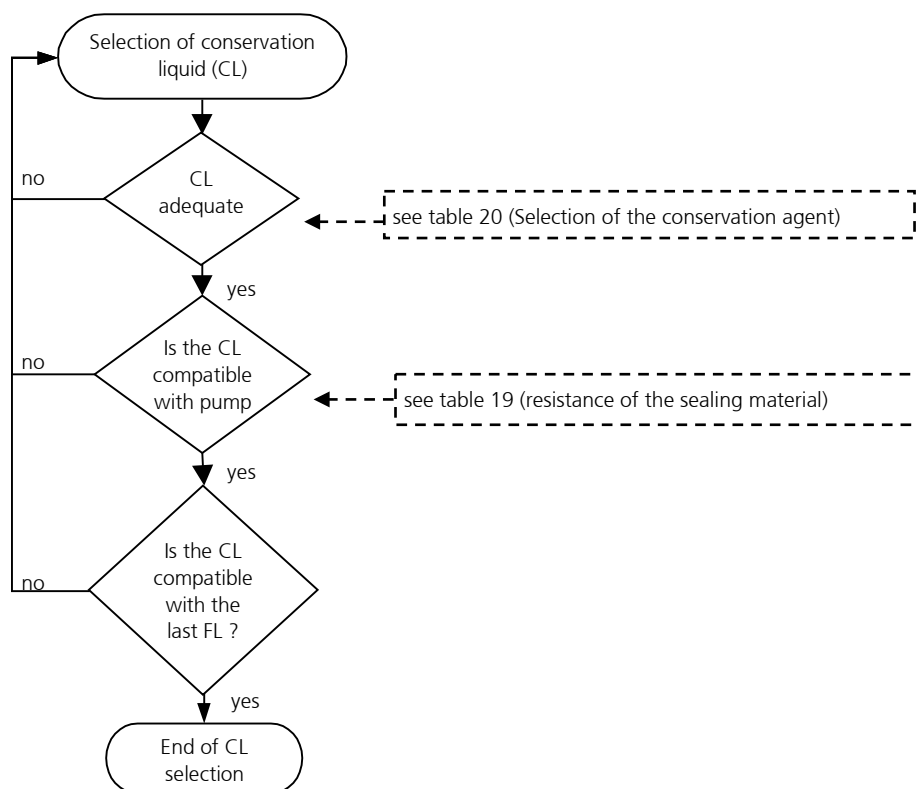 Selection of conservation
liquid (CL)
no
CL
adequate
see table 20 (Selection of the conservation agent)
yes
no
Is the CL
compatible
with pump
see table 19 (resistance of the sealing material)
yes
no
Is the CL
compatible
with the
last FL ?
yes
End of CL
selection